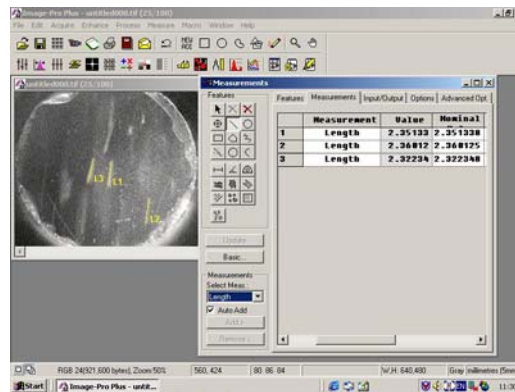 Image-Pro Plus - untitled000.tif (25/100)
File Edit Acquire Enhance Process Measure Macro Window Help
untitled000.tif (25/100)
L3
L1
L2
Measurements
Features
Features Measurements Input/Output Options Advanced Opt.
Measurement Value Nominal
1 Length 2.35133 2.351330
2 Length 2.36012 2.360125
3 Length 2.32234 2.322340
Update
Basic...
Measurements
Select Meas.
Length
Auto Add
Add
Remove
RGB 24(921,600 bytes), Zoom 50% 560, 424 80 86 84 W,H: 640,480 Gray millimetres (5mm
Start Image-Pro Plus - untit...